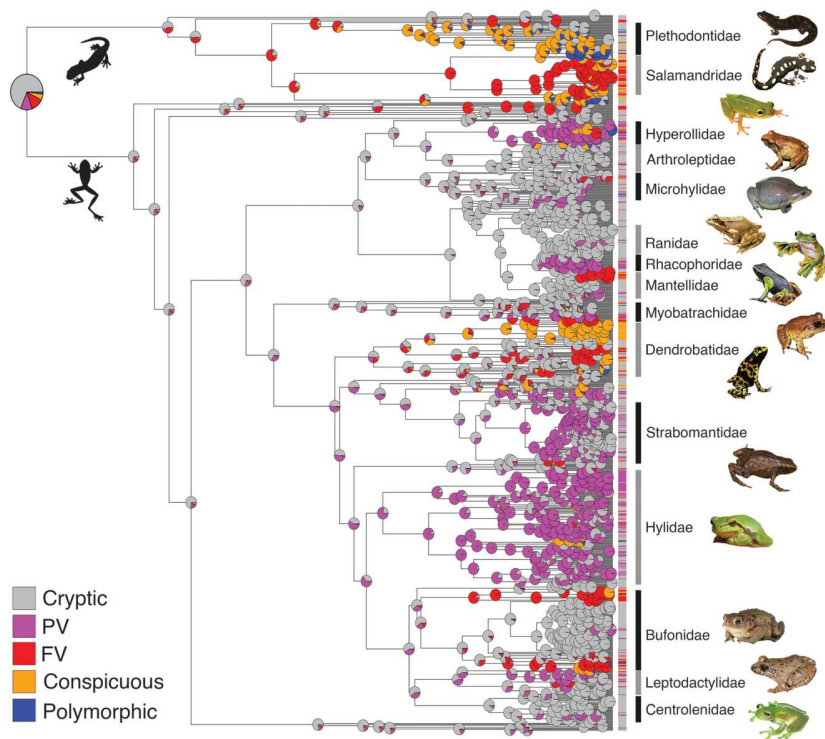 Plethodontidae
Salamandridae
Hyperollidae
Arthroleptidae
Microhylidae
Ranidae
Rhacophoridae
Mantellidae
Myobatrachidae
Dendrobatidae
Strabomantidae
Hylidae
Bufonidae
Leptodactylidae
Centrolenidae
Cryptic
PV
FV
Conspicuous
Polymorphic